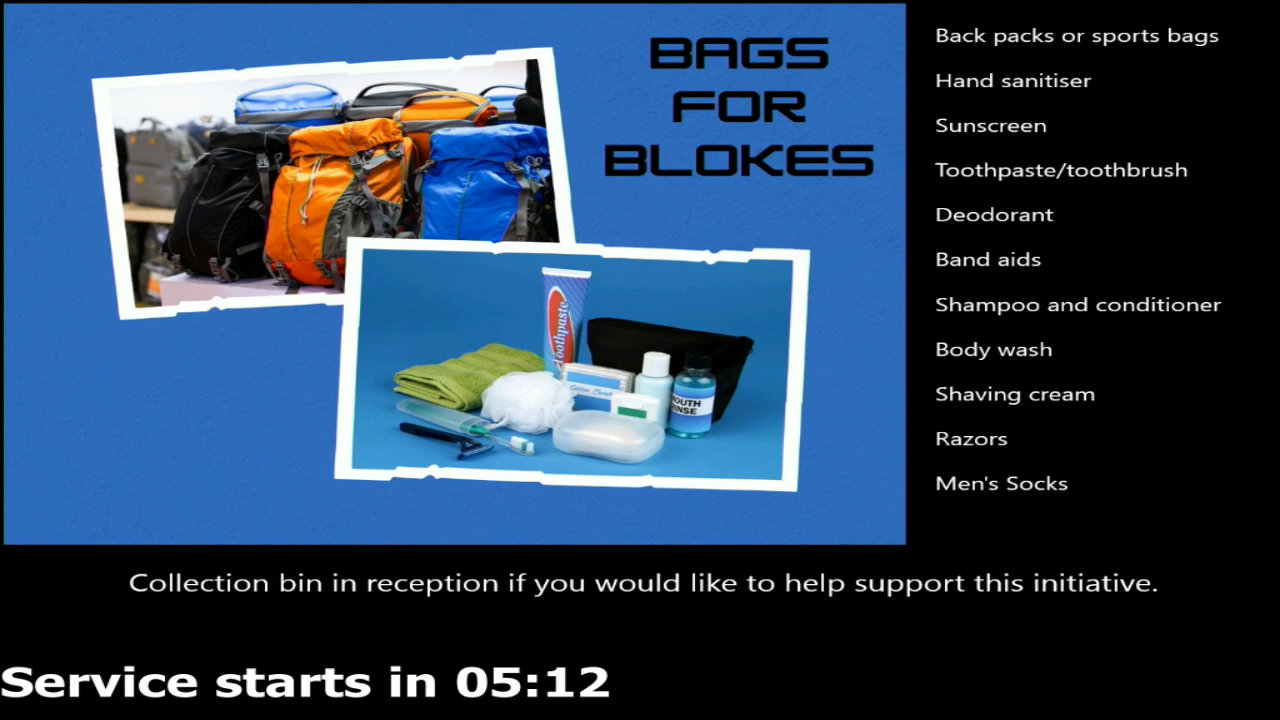 BAGS
FOR
BLOKES
Back packs or sports bags
Hand sanitiser
Sunscreen
Toothpaste/toothbrush
Deodorant
Band aids
Shampoo and conditioner
Body wash
Shaving cream
Razors
Men's Socks
Toothpaste
MOUTH
RINSE
Collection bin in reception if you would like to help support this initiative.
Service starts in 05:12